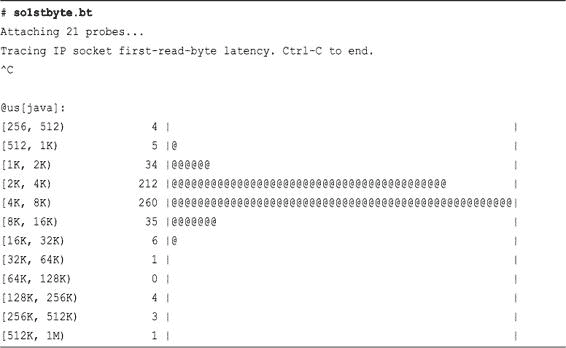 # so1stbyte.bt
Attaching 21 probes...
Tracing IP socket first-read-byte latency. Ctrl-C to end.
^C
@us[java]:
[256, 512) 4 | |
[512, 1K) 5 |@ |
[1K, 2K) 34 |@@@@@@ |
[2K, 4K) 212 |@@@@@@@@@@@@@@@@@@@@@@@@@@@@@@@@@@@@@@@@@@ |
[4K, 8K) 260 |@@@@@@@@@@@@@@@@@@@@@@@@@@@@@@@@@@@@@@@@@@@@@@@@@@@@|
[8K, 16K) 35 |@@@@@@@ |
[16K, 32K) 6 |@ |
[32K, 64K) 1 | |
[64K, 128K) 0 | |
[128K, 256K) 4 | |
[256K, 512K) 3 | |
[512K, 1M) 1 | |